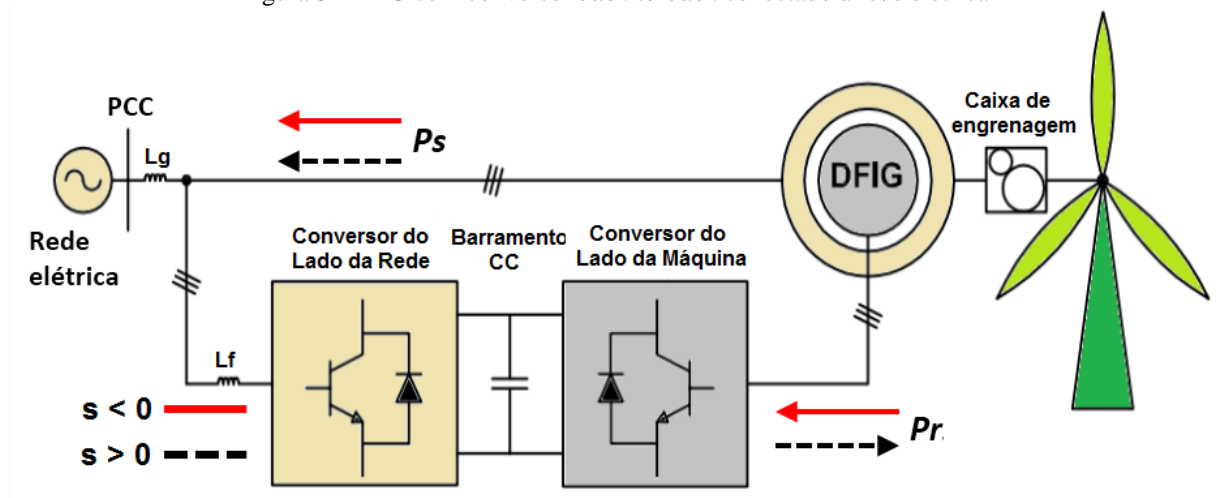 PCC
Lg
Ps
Caixa de
engrenagem
DFIG
Rede
elétrica
Conversor do
Lado da Rede
Barramento
CC
Conversor do
Lado da Máquina
Lf
s < 0
s > 0
Pr.